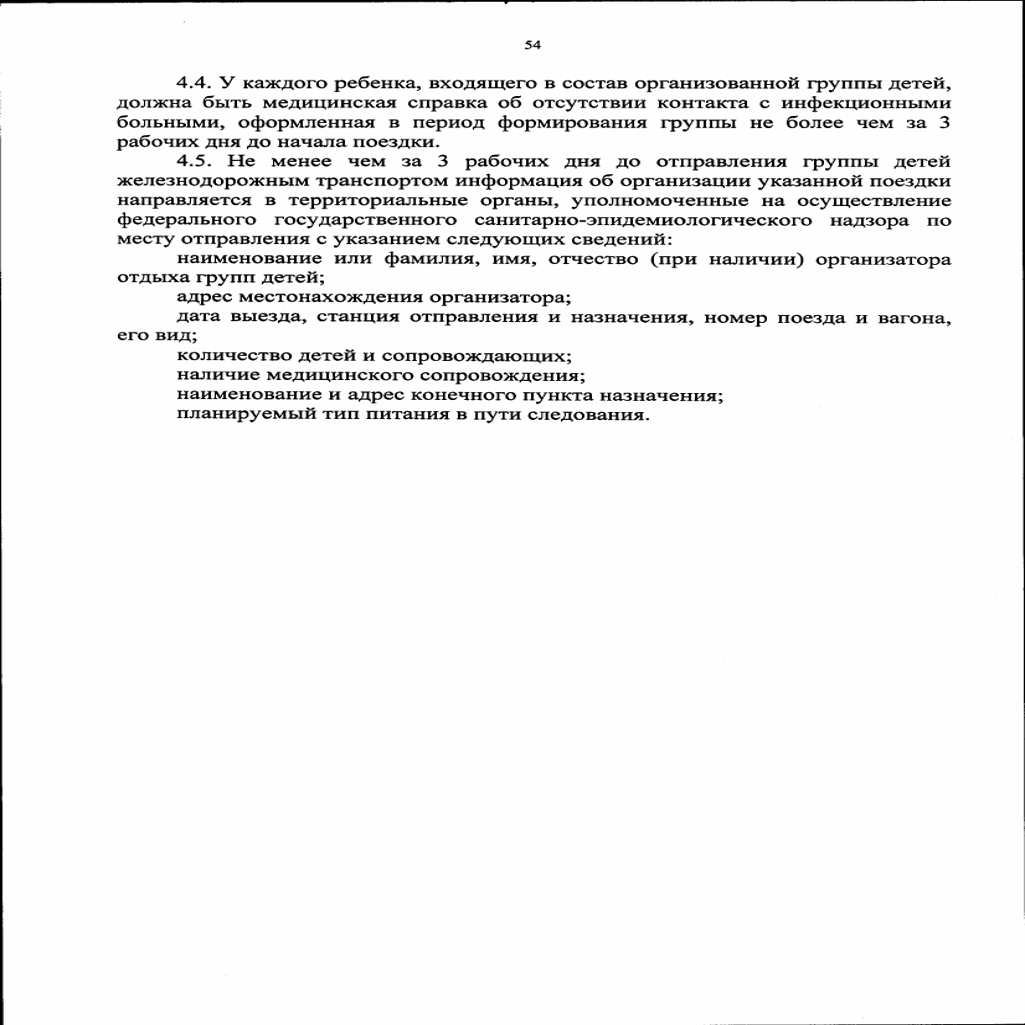 54
4.4. У каждого ребенка, входящего в состав организованной группы детей,
должна быть медицинская справка об отсутствии контакта с инфекционными
больными, оформленная в период формирования группы не более чем за 3
рабочих дня до начала поездки.
4.5. Не менее чем за 3 рабочих дня до отправления группы детей
железнодорожным транспортом информация об организации указанной поездки
направляется в территориальные органы, уполномоченные на осуществление
федерального государственного санитарно-эпидемиологического надзора по
месту отправления с указанием следующих сведений:
наименование или фамилия, имя, отчество (при наличии) организатора
отдыха групп детей;
адрес местонахождения организатора;
дата выезда, станция отправления и назначения, номер поезда и вагона,
его вид;
количество детей и сопровождающих;
наличие медицинского сопровождения;
наименование и адрес конечного пункта назначения;
планируемый тип питания в пути следования.